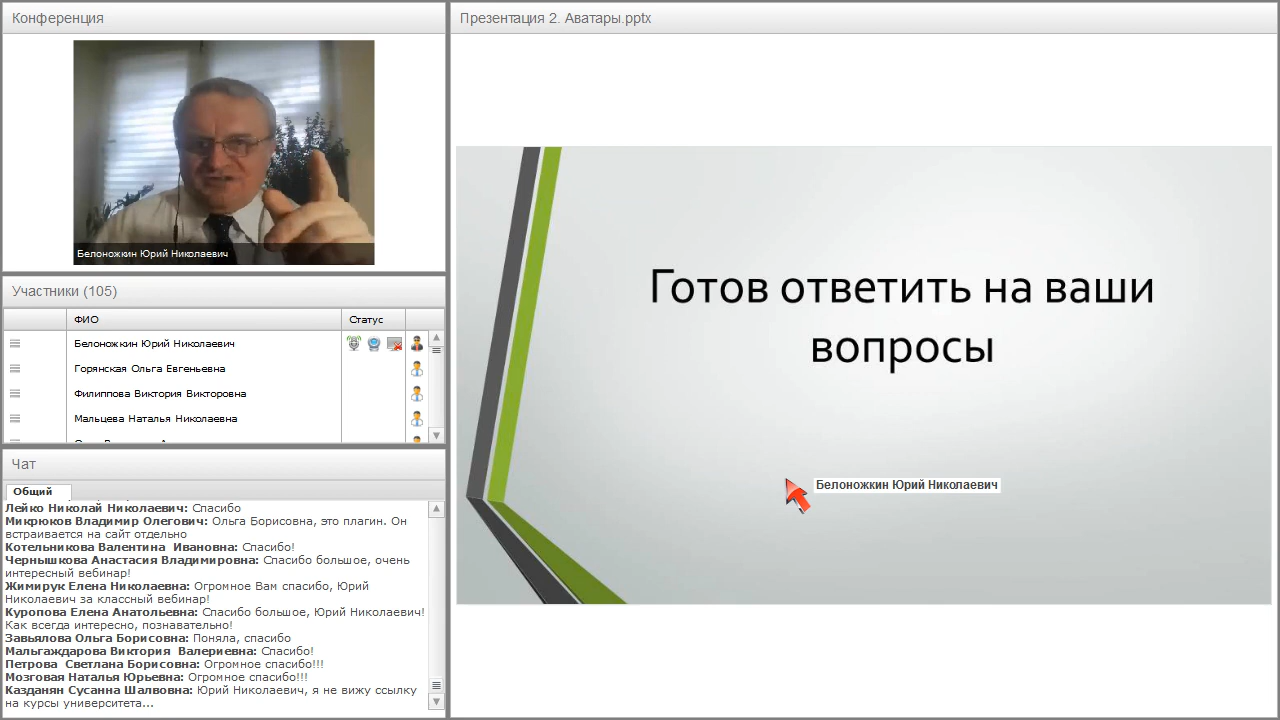 Конференция
Белоножкин Юрий Николаевич
Участники (105)
ФИО
Статус
Белоножкин Юрий Николаевич
Горянская Ольга Евгеньевна
Филиппова Виктория Викторовна
Мальцева Наталья Николаевна
Чат
Общий
Лейко Николай Николаевич: Спасибо
Микрюков Владимир Олегович: Ольга Борисовна, это плагин. Он
встраивается на сайт отдельно
Котельникова Валентина Ивановна: Спасибо!
Чернышкова Анастасия Владимировна: Спасибо большое, очень
интересный вебинар!
Жимирук Елена Николаевна: Огромное Вам спасибо, Юрий
Николаевич за классный вебинар!
Куропова Елена Анатольевна: Спасибо большое, Юрий Николаевич!
Как всегда интересно, познавательно!
Завьялова Ольга Борисовна: Поняла, спасибо
Мальгаждарова Виктория Валериевна: Спасибо!
Петрова Светлана Борисовна: Огромное спасибо!!!
Мозговая Наталья Юрьевна: Огромное спасибо!!!
Казданян Сусанна Шалвовна: Юрий Николаевич, я не вижу ссылку
на курсы университета...
Презентация 2. Аватары.pptx
Готов ответить на ваши
вопросы
Белоножкин Юрий Николаевич